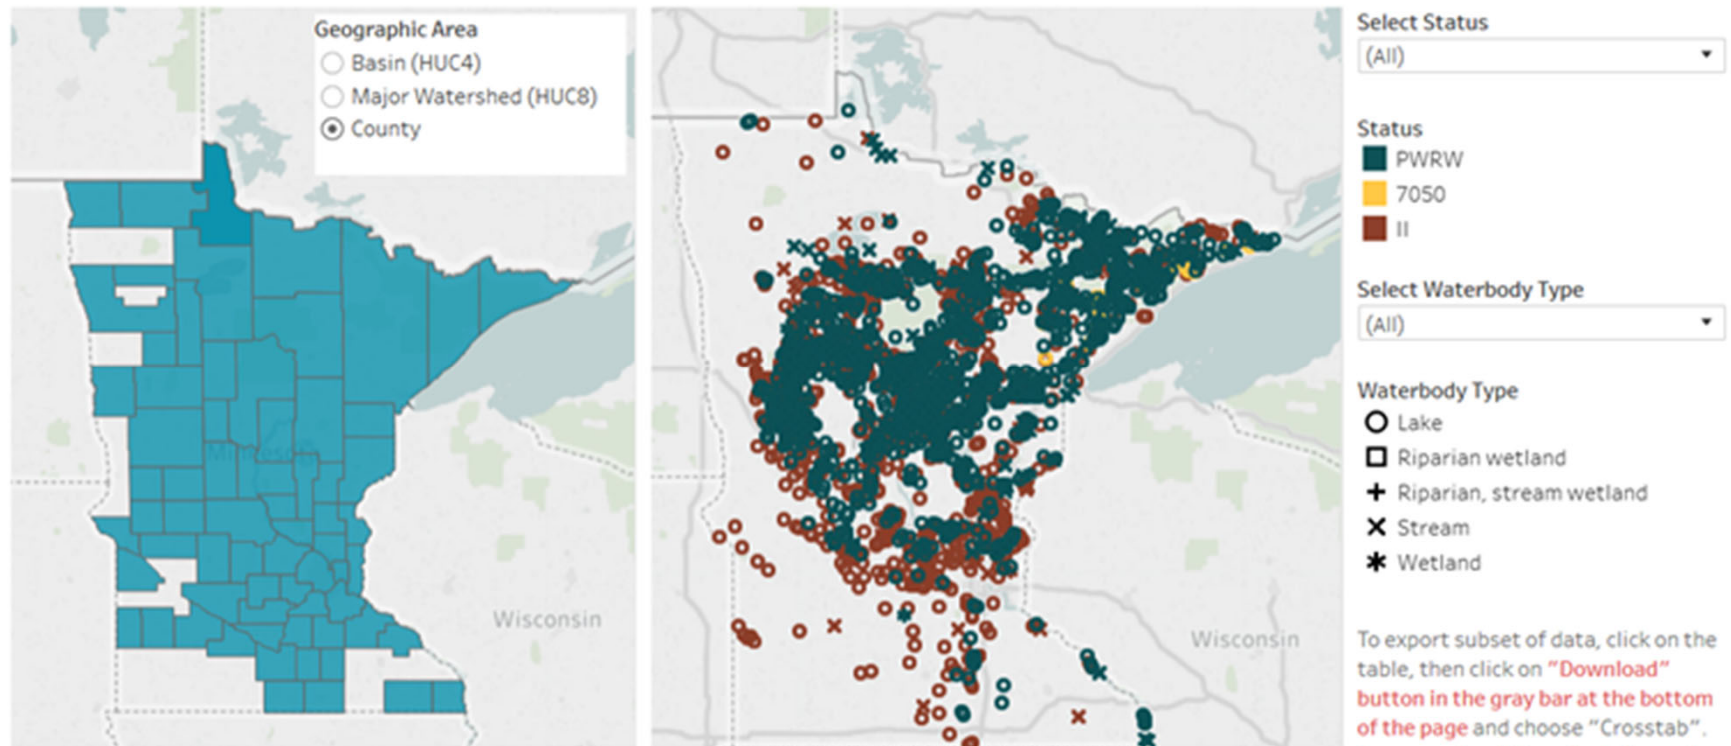 Geographic Area
Basin (HUC4)
Major Watershed (HUC8)
County
Minnesota
Wisconsin
Wisconsin
Select Status
(All)
Status
PWRW
7050
II
Select Waterbody Type
(All)
Waterbody Type
Lake
Riparian wetland
Riparian, stream wetland
Stream
Wetland
To export subset of data, click on the
table, then click on "Download"
button in the gray bar at the bottom
of the page and choose "Crosstab".